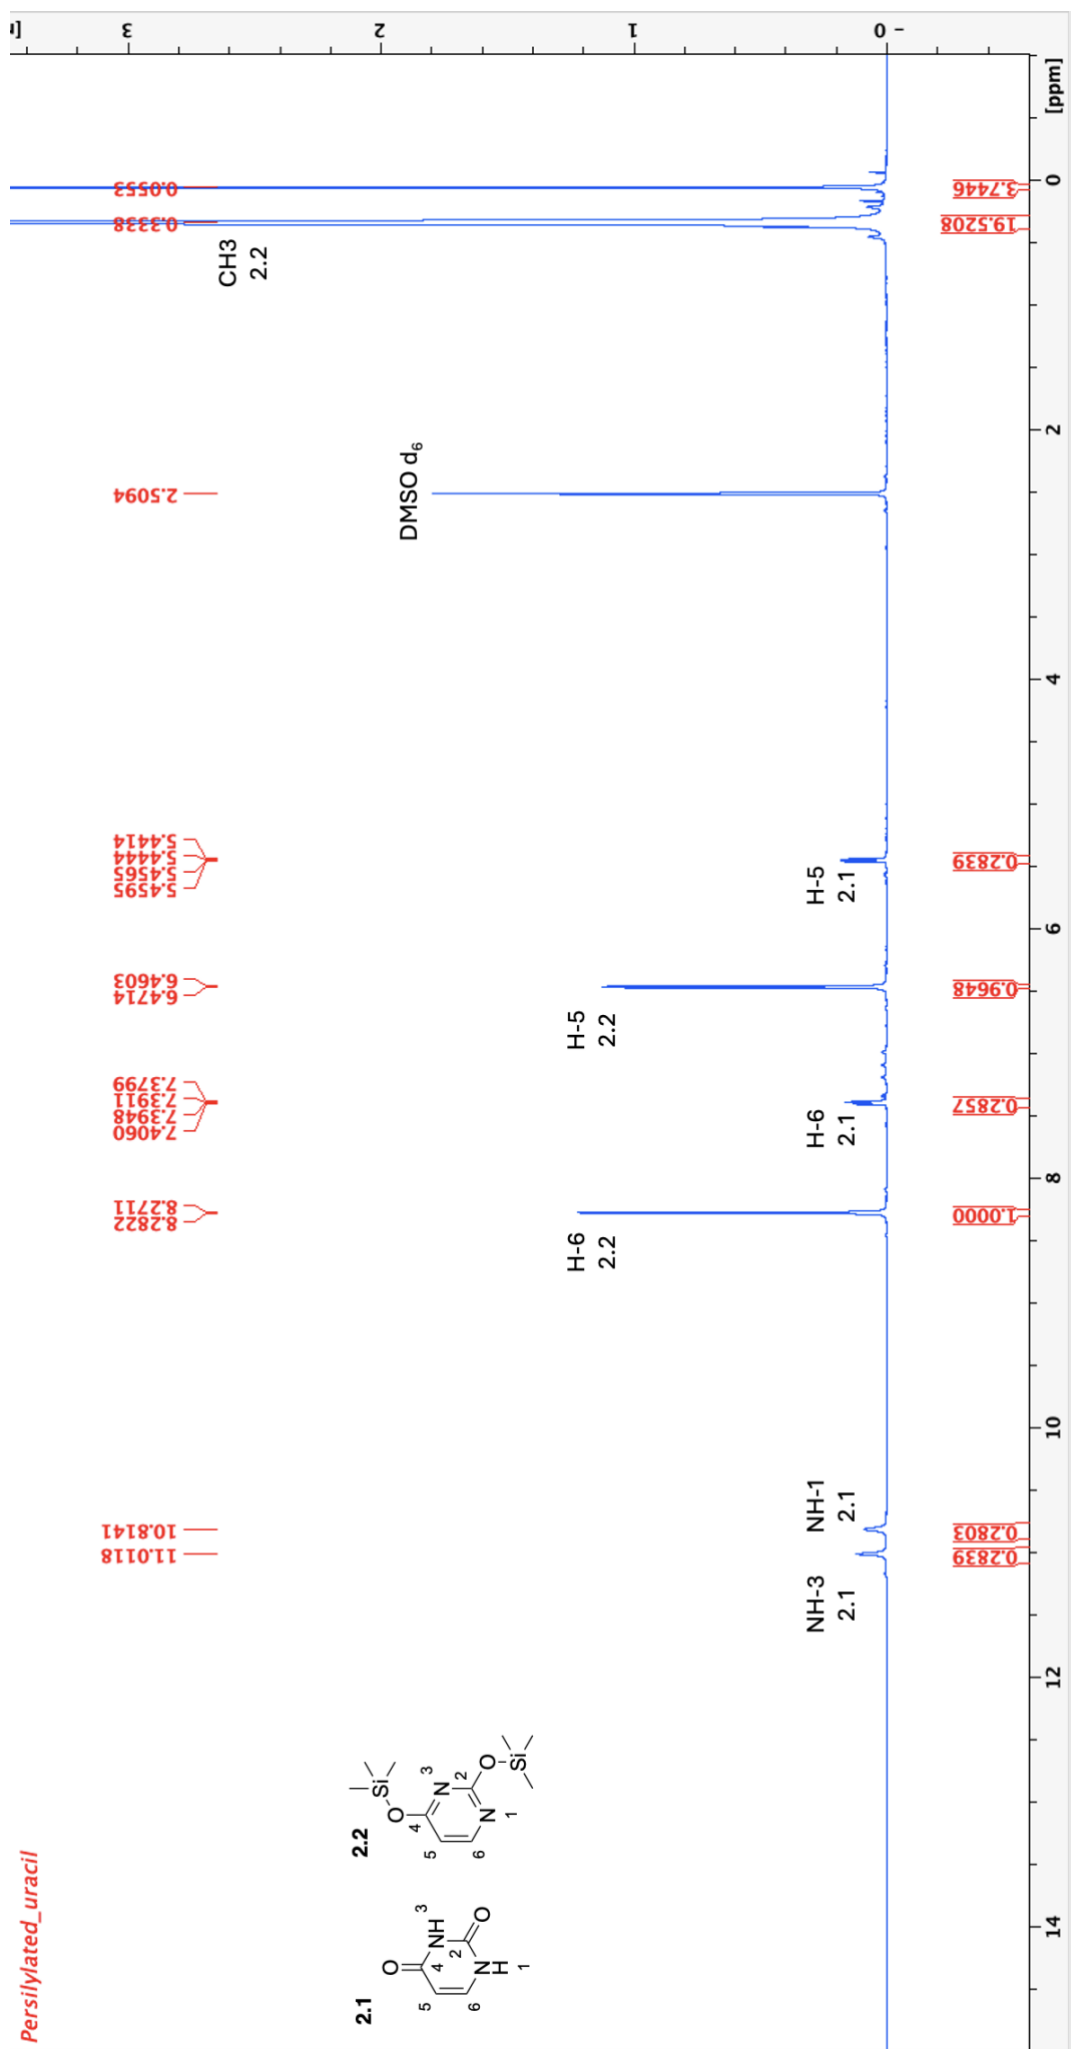 Persilylated_uracil
11.0118
10.8141
8.2822
8.2711
7.4060
7.3948
7.3911
7.3799
6.4714
6.4603
5.4595
5.4565
5.4444
5.4414
2.5094
0.3338
0.0553
2.1
O
4
NH
3
2
O
N
H
1
5
6
2.2
Si
O
4
N
3
2
O
Si
N
1
5
6
NH-3
2.1
NH-1
2.1
H-6
2.2
H-6
2.1
H-5
2.2
H-5
2.1
DMSO d6
CH3
2.2
0.2839
0.2803
1.0000
0.2857
0.9648
0.2839
19.5208
3.7446
14
12
10
8
6
4
2
0
[ppm]
3
2
1
0